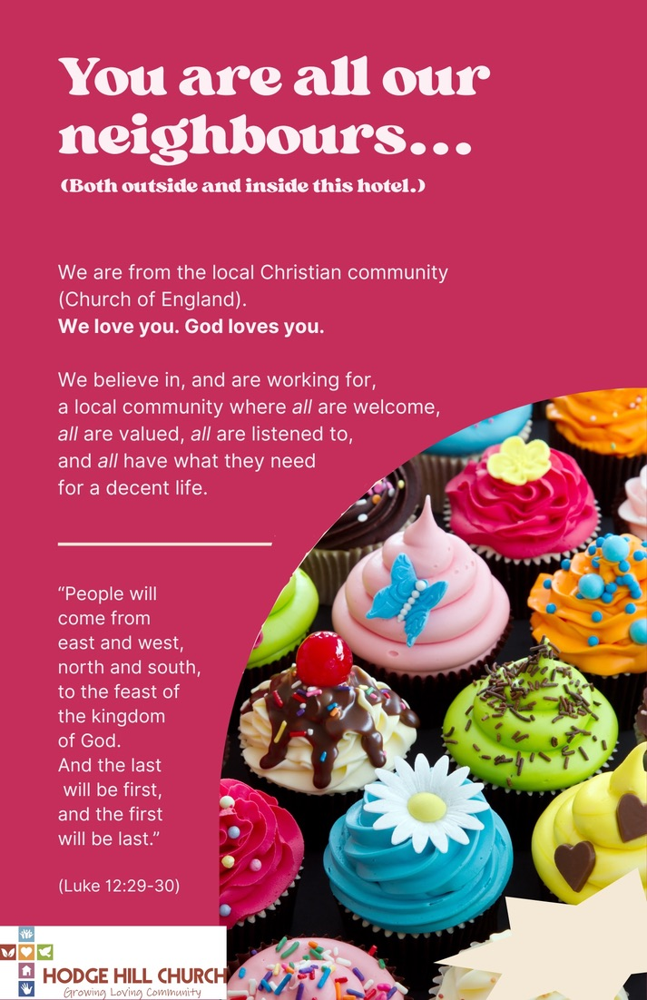 You are all our
neighbours...
(Both outside and inside this hotel.)
We are from the local Christian community
(Church of England).
We love you. God loves you.
We believe in, and are working for,
a local community where all are welcome,
all are valued, all are listened to,
and all have what they need
for a decent life.
“People will
come from
east and west,
north and south,
to the feast of
the kingdom
of God.
And the last
will be first,
and the first
will be last.”
(Luke 12:29-30)
HODGE HILL CHURCH
Growing Loving Community